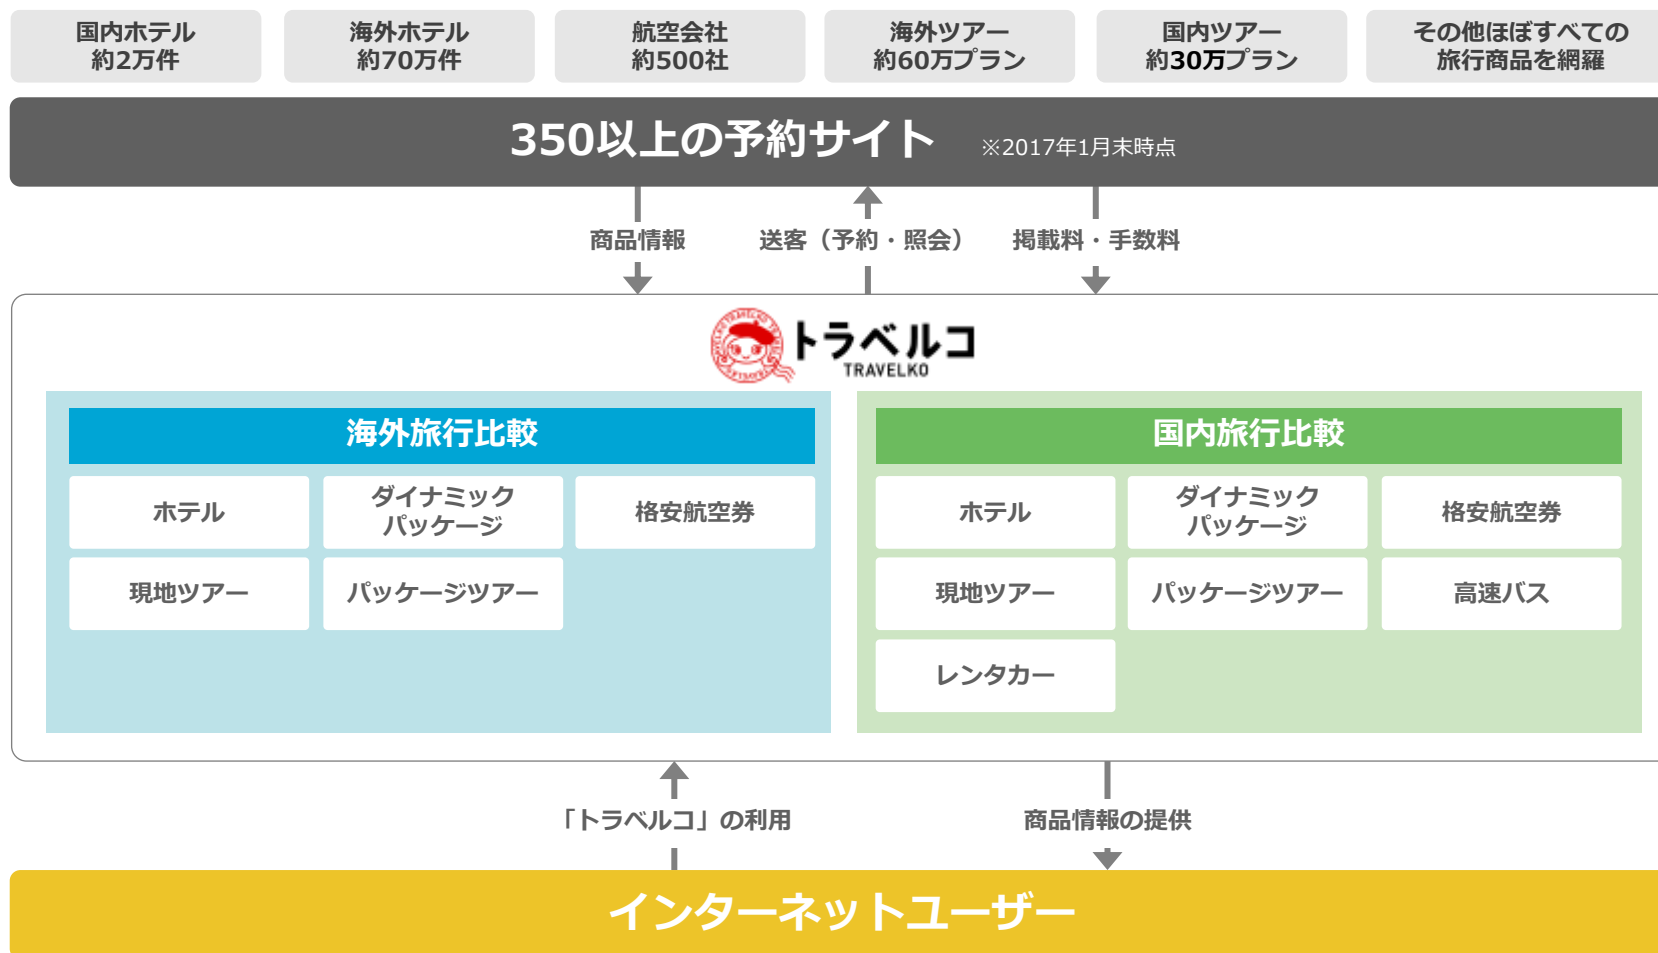 国内ホテル
約2万件
海外ホテル
約70万件
航空会社
約500社
海外ツアー
約60万プラン
国内ツアー
約30万プラン
その他ほぼすべての
旅行商品を網羅
350以上の予約サイト ※2017年1月末時点
商品情報
送客（予約・照会）
掲載料・手数料
トラベルコ
TRAVELKO
海外旅行比較
ホテル
ダイナミック
パッケージ
格安航空券
現地ツアー
パッケージツアー
国内旅行比較
ホテル
ダイナミック
パッケージ
格安航空券
現地ツアー
パッケージツアー
高速バス
レンタカー
「トラベルコ」の利用
商品情報の提供
インターネットユーザー